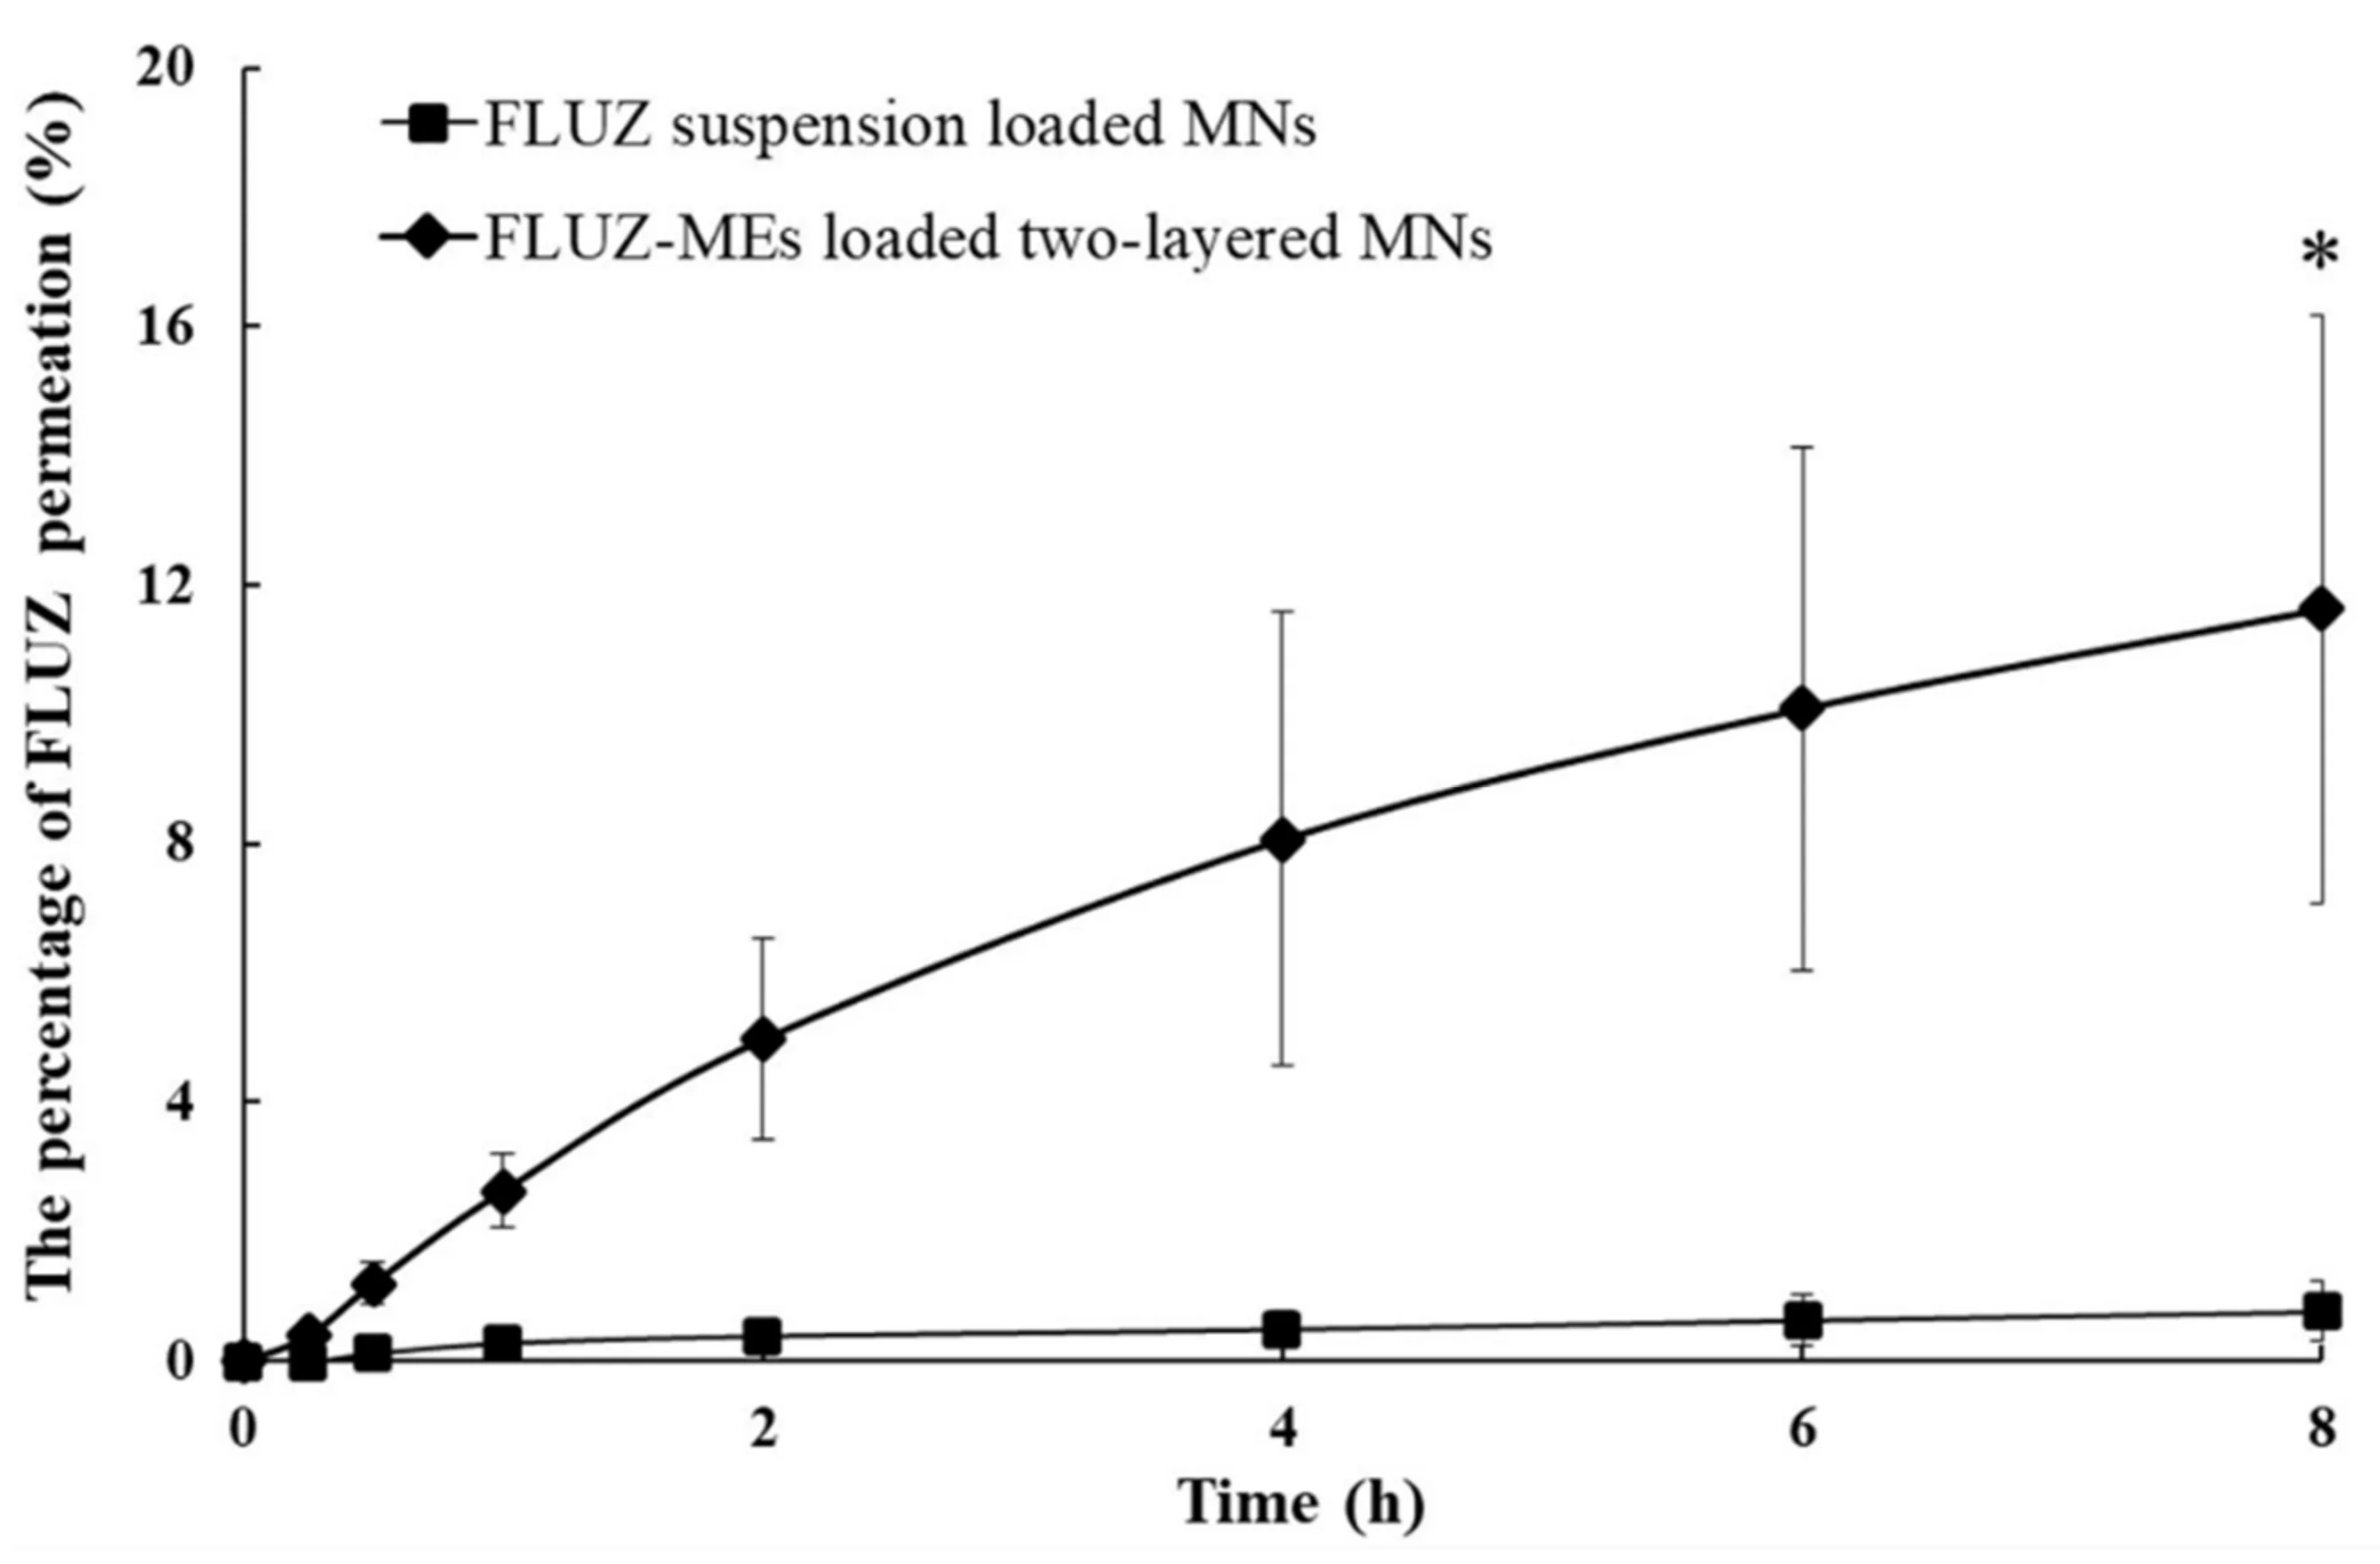 The percentage of FLUZ permeation (%)
20
16
12
8
4
0
FLUZ suspension loaded MNs
FLUZ-MEs loaded two-layered MNs
*
0 2 4 6 8
Time (h)